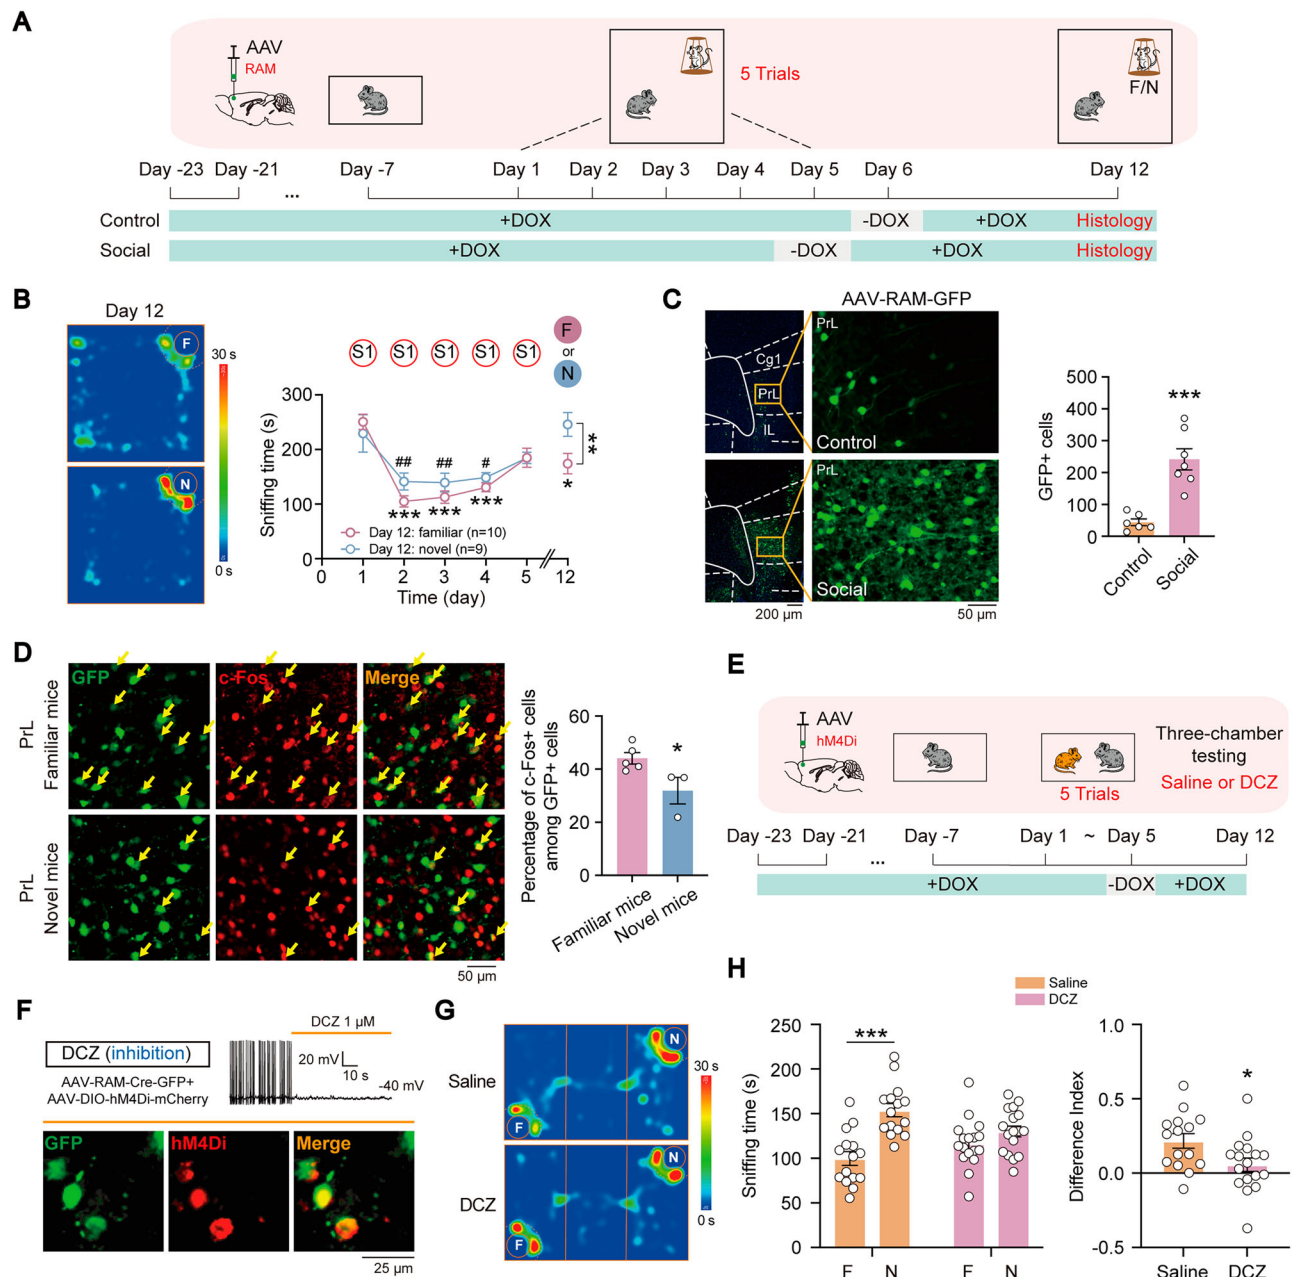 A
AAV
RAM
5 Trials
F/N
Day -23 Day -21 ... Day -7 Day 1 Day 2 Day 3 Day 4 Day 5 Day 6 Day 12
Control +DOX -DOX +DOX Histology
Social +DOX -DOX +DOX Histology
B
Day 12
F
N
30 s
0 s
S1 S1 S1 S1 S1
F
or
N
Sniffing time (s)
300
200
100
0
## ## #
*** *** ***
**
*
Day 12: familiar (n=10)
Day 12: novel (n=9)
0 1 2 3 4 5 12
Time (day)
C
AAV-RAM-GFP
Cg1
PrL
IL
PrL
Control
PrL
Social
200 μm
50 μm
GFP+ cells
500
400
300
200
100
0
***
Control
Social
D
GFP c-Fos Merge
PrL
Familiar mice
PrL
Novel mice
50 μm
Percentage of c-Fos+ cells
among GFP+ cells
60
40
20
0
*
Familiar mice
Novel mice
E
AAV
hM4Di
5 Trials
Three-chamber
testing
Saline or DCZ
Day -23 Day -21 ... Day -7 Day 1 ~ Day 5 Day 12
+DOX -DOX +DOX
F
DCZ (inhibition)
AAV-RAM-Cre-GFP+
AAV-DIO-hM4Di-mCherry
DCZ 1 μM
20 mV
10 s
-40 mV
GFP hM4Di Merge
25 μm
G
Saline
N
F
DCZ
N
F
30 s
0 s
H
Saline
DCZ
Sniffing time (s)
250
200
150
100
50
0
***
F N F N
Difference Index
1.0
0.5
0.0
-0.5
*
Saline DCZ